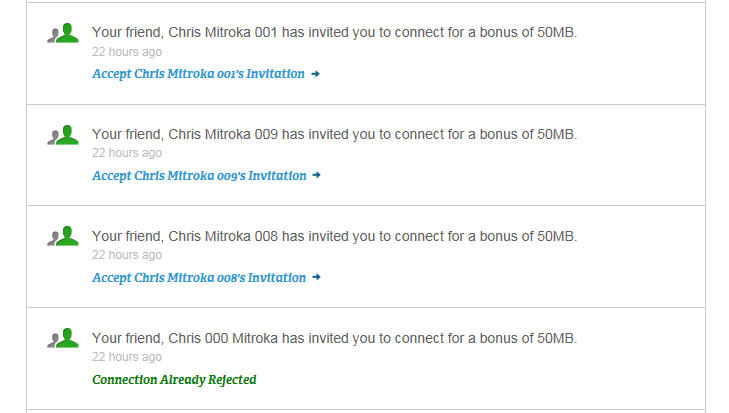 Your friend, Chris Mitroka 001 has invited you to connect for a bonus of 50MB.
22 hours ago
Accept Chris Mitroka 001's Invitation
Your friend, Chris Mitroka 009 has invited you to connect for a bonus of 50MB.
22 hours ago
Accept Chris Mitroka 009's Invitation
Your friend, Chris Mitroka 008 has invited you to connect for a bonus of 50MB.
22 hours ago
Accept Chris Mitroka 008's Invitation
Your friend, Chris 000 Mitroka has invited you to connect for a bonus of 50MB.
22 hours ago
Connection Already Rejected